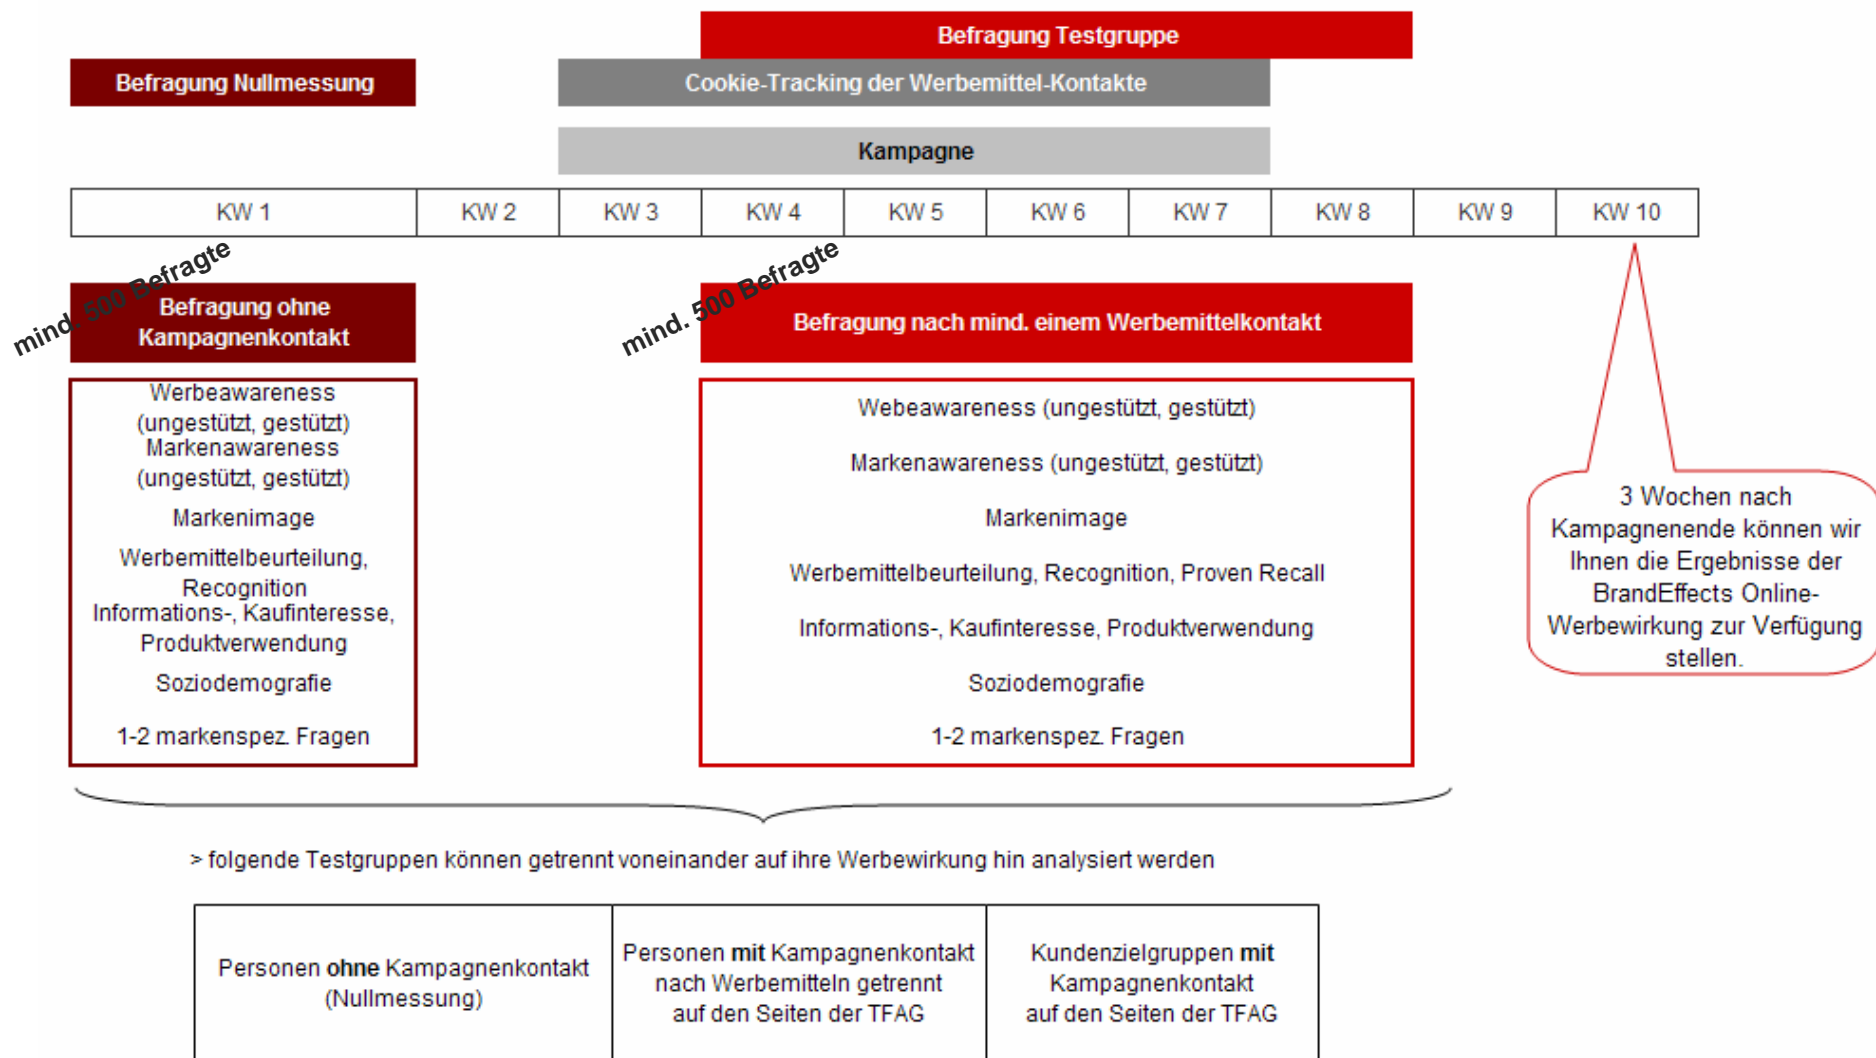 Befragung Testgruppe
Befragung Nullmessung
Cookie-Tracking der Werbemittel-Kontakte
Kampagne
KW 1
KW 2
KW 3
KW 4
KW 5
KW 6
KW 7
KW 8
KW 9
KW 10
mind. 500 Befragte
mind. 500 Befragte
Befragung ohne
Kampagnenkontakt
Befragung nach mind. einem Werbemittelkontakt
Werbeawareness
(ungestützt, gestützt)
Markenawareness
(ungestützt, gestützt)
Markenimage
Werbemittelbeurteilung,
Recognition
Informations-, Kaufinteresse,
Produktverwendung
Soziodemografie
1-2 markenspez. Fragen
Webeawareness (ungestützt, gestützt)
Markenawareness (ungestützt, gestützt)
Markenimage
Werbemittelbeurteilung, Recognition, Proven Recall
Informations-, Kaufinteresse, Produktverwendung
Soziodemografie
1-2 markenspez. Fragen
3 Wochen nach
Kampagnenende können wir
Ihnen die Ergebnisse der
BrandEffects Online-
Werbewirkung zur Verfügung
stellen.
> folgende Testgruppen können getrennt voneinander auf ihre Werbewirkung hin analysiert werden
Personen ohne Kampagnenkontakt
(Nullmessung)
Personen mit Kampagnenkontakt
nach Werbemitteln getrennt
auf den Seiten der TFAG
Kundenzielgruppen mit
Kampagnenkontakt
auf den Seiten der TFAG